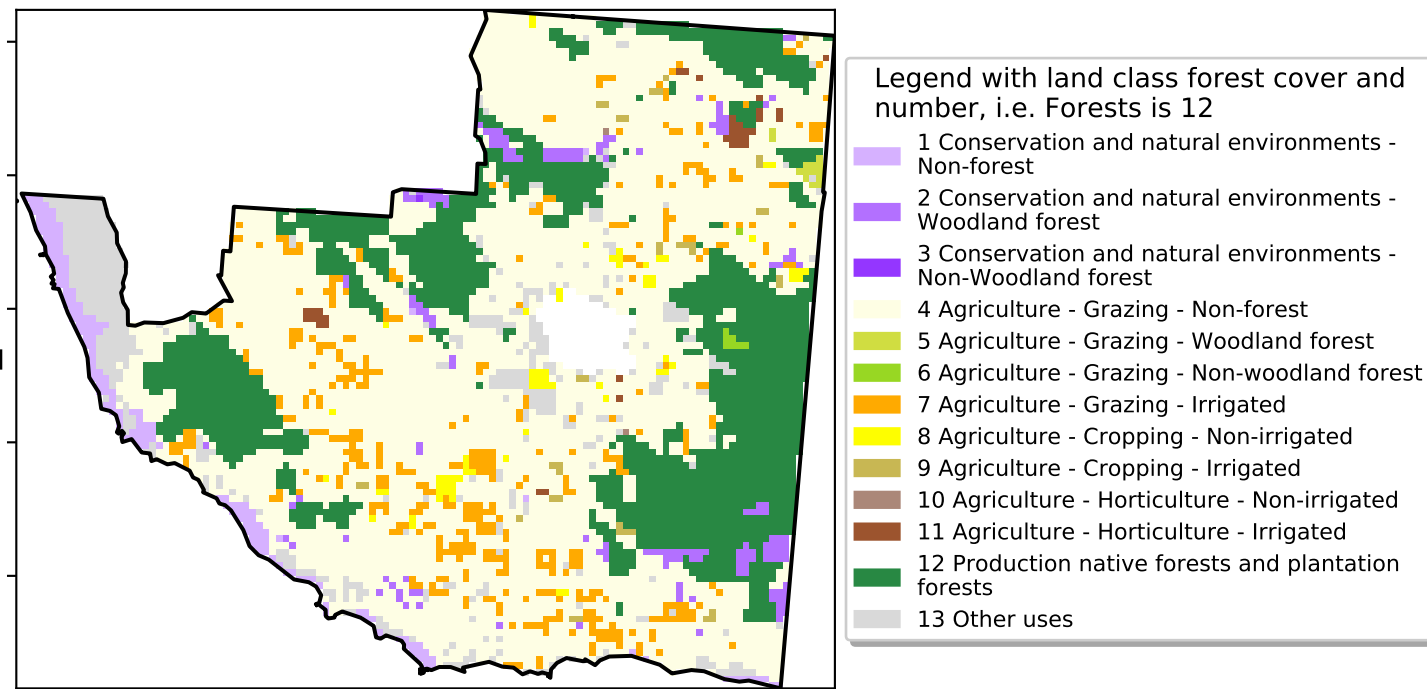 Legend with land class forest cover and
number, i.e. Forests is 12
1 Conservation and natural environments -
Non-forest
2 Conservation and natural environments -
Woodland forest
3 Conservation and natural environments -
Non-Woodland forest
4 Agriculture - Grazing - Non-forest
5 Agriculture - Grazing - Woodland forest
6 Agriculture - Grazing - Non-woodland forest
7 Agriculture - Grazing - Irrigated
8 Agriculture - Cropping - Non-irrigated
9 Agriculture - Cropping - Irrigated
10 Agriculture - Horticulture - Non-irrigated
11 Agriculture - Horticulture - Irrigated
12 Production native forests and plantation
forests
13 Other uses